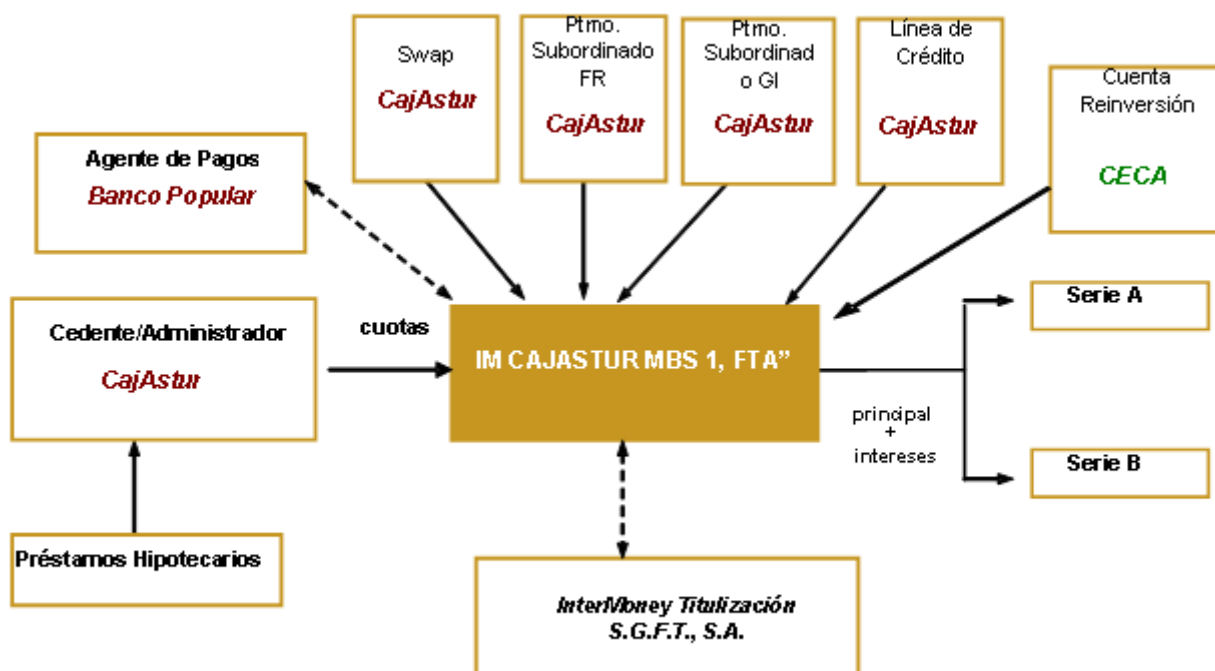 Swap
CajAstur
Ptmo.
Subordinado
FR
CajAstur
Ptmo.
Subordinad
o GI
CajAstur
Línea de
Crédito
CajAstur
Cuenta
Reinversión
CECA
Agente de Pagos
Banco Popular
Cedente/Administrador
CajAstur
cuotas
IM CAJASTUR MBS 1, FTA”
principal
+
intereses
Serie A
Serie B
Préstamos Hipotecarios
InterMoney Titulización
S.G.F.T., S.A.